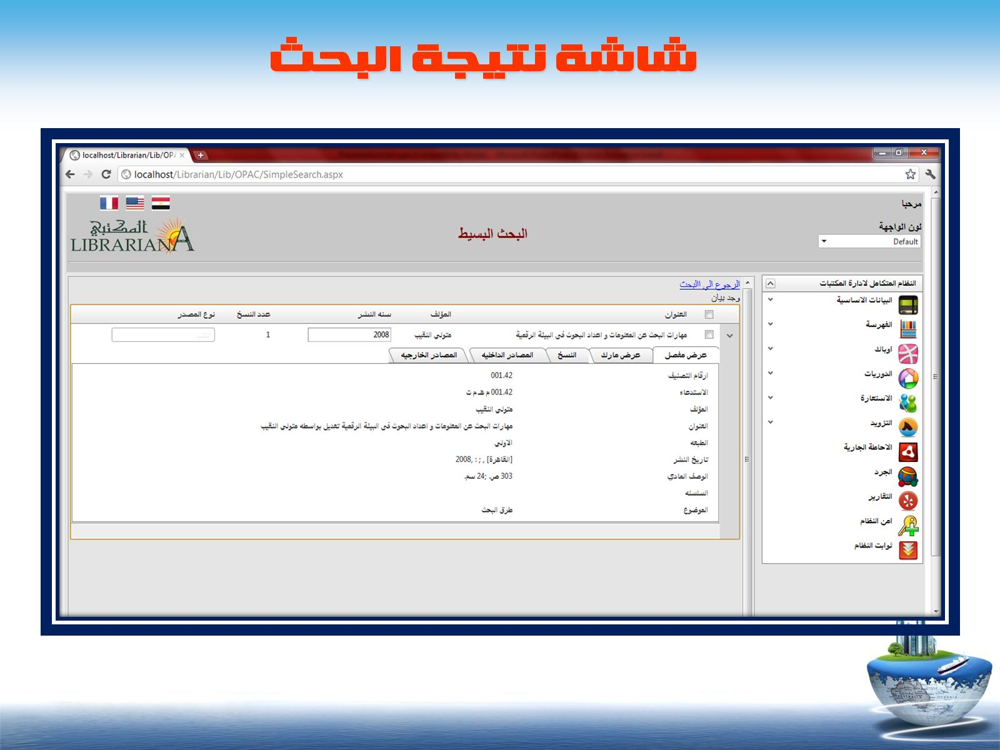 شاشة نتيجة البحث
localhost/Librarian/Lib/OP
localhost/Librarian/Lib/OPAC/SimpleSearch.aspx
مرحبا
لون الواجهة
Default
البحث البسيط
المكتبي
LIBRARIAN
النظام المتكامل لادارة المكتبات
البيانات الاساسية
الفهرسة
اوباك
الدوريات
الاستعارة
التزويد
الاحاطة الجارية
الجرد
التقارير
امن النظام
ثوابت النظام
الرجوع الى البحث
وجد بيان
العنوان المؤلف سنه النشر عدد النسخ نوع المصدر
مهارات البحث عن المعلومات و اعداد البحوث فى البيئة الرقمية متولي النقيب 2008 1
عرض مفصل عرض مارك النسخ المصادر الداخليه المصادر الخارجيه
ارقام التصنيف 001.42
الاستدعاء 001.42 م هـ م ت
المؤلف متولي النقيب
العنوان مهارات البحث عن المعلومات و اعداد البحوث فى البيئة الرقمية تعديل بواسطه متولي النقيب
الطبعه الاولي
تاريخ النشر [القاهرة] , ; : ,2008
الوصف المادي 303 ص. ;24 سم.
السلسله
الموضوع طرق البحث